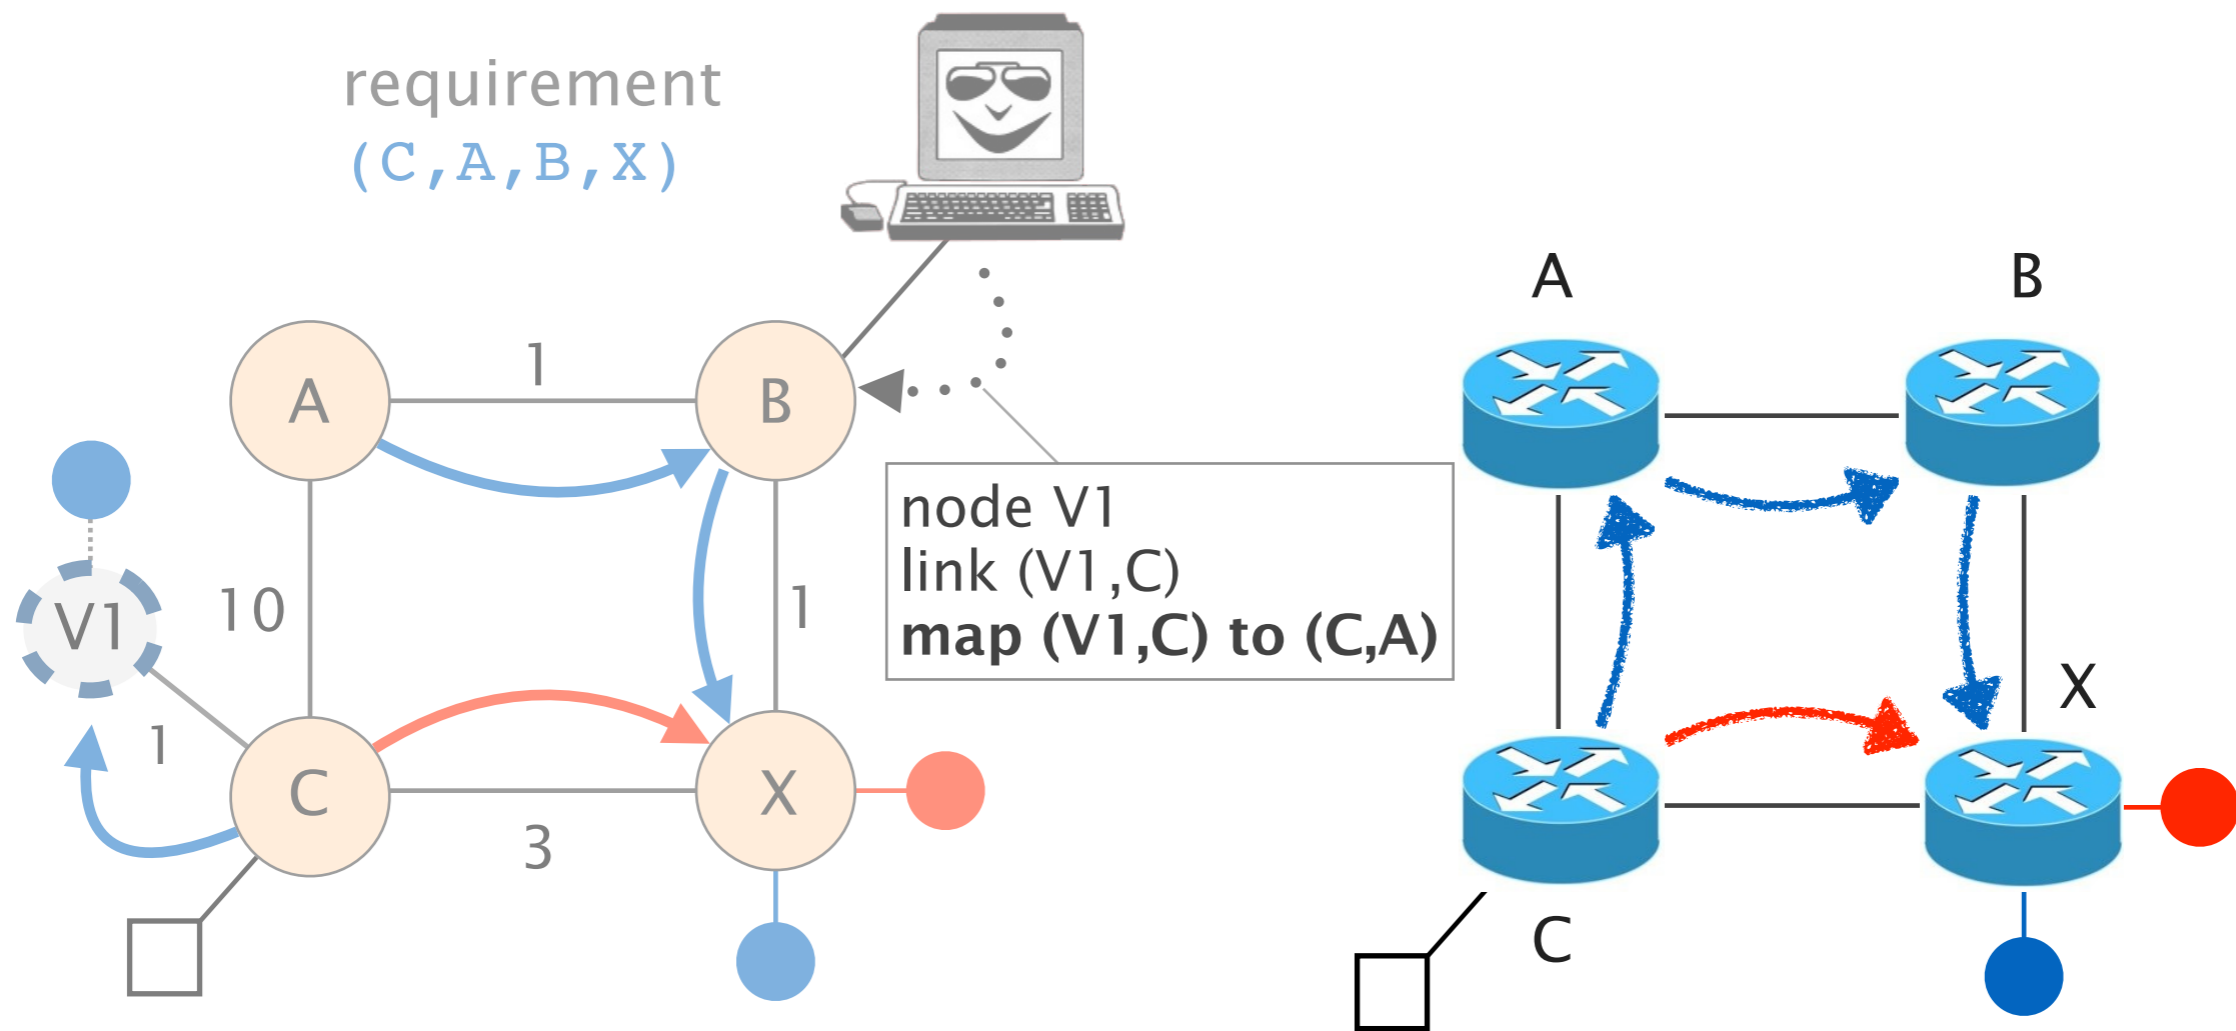 requirement
(C,A,B,X)
A
1
B
V1
10
1
1
C
3
X
node V1
link (V1,C)
map (V1,C) to (C,A)
A
B
X
C